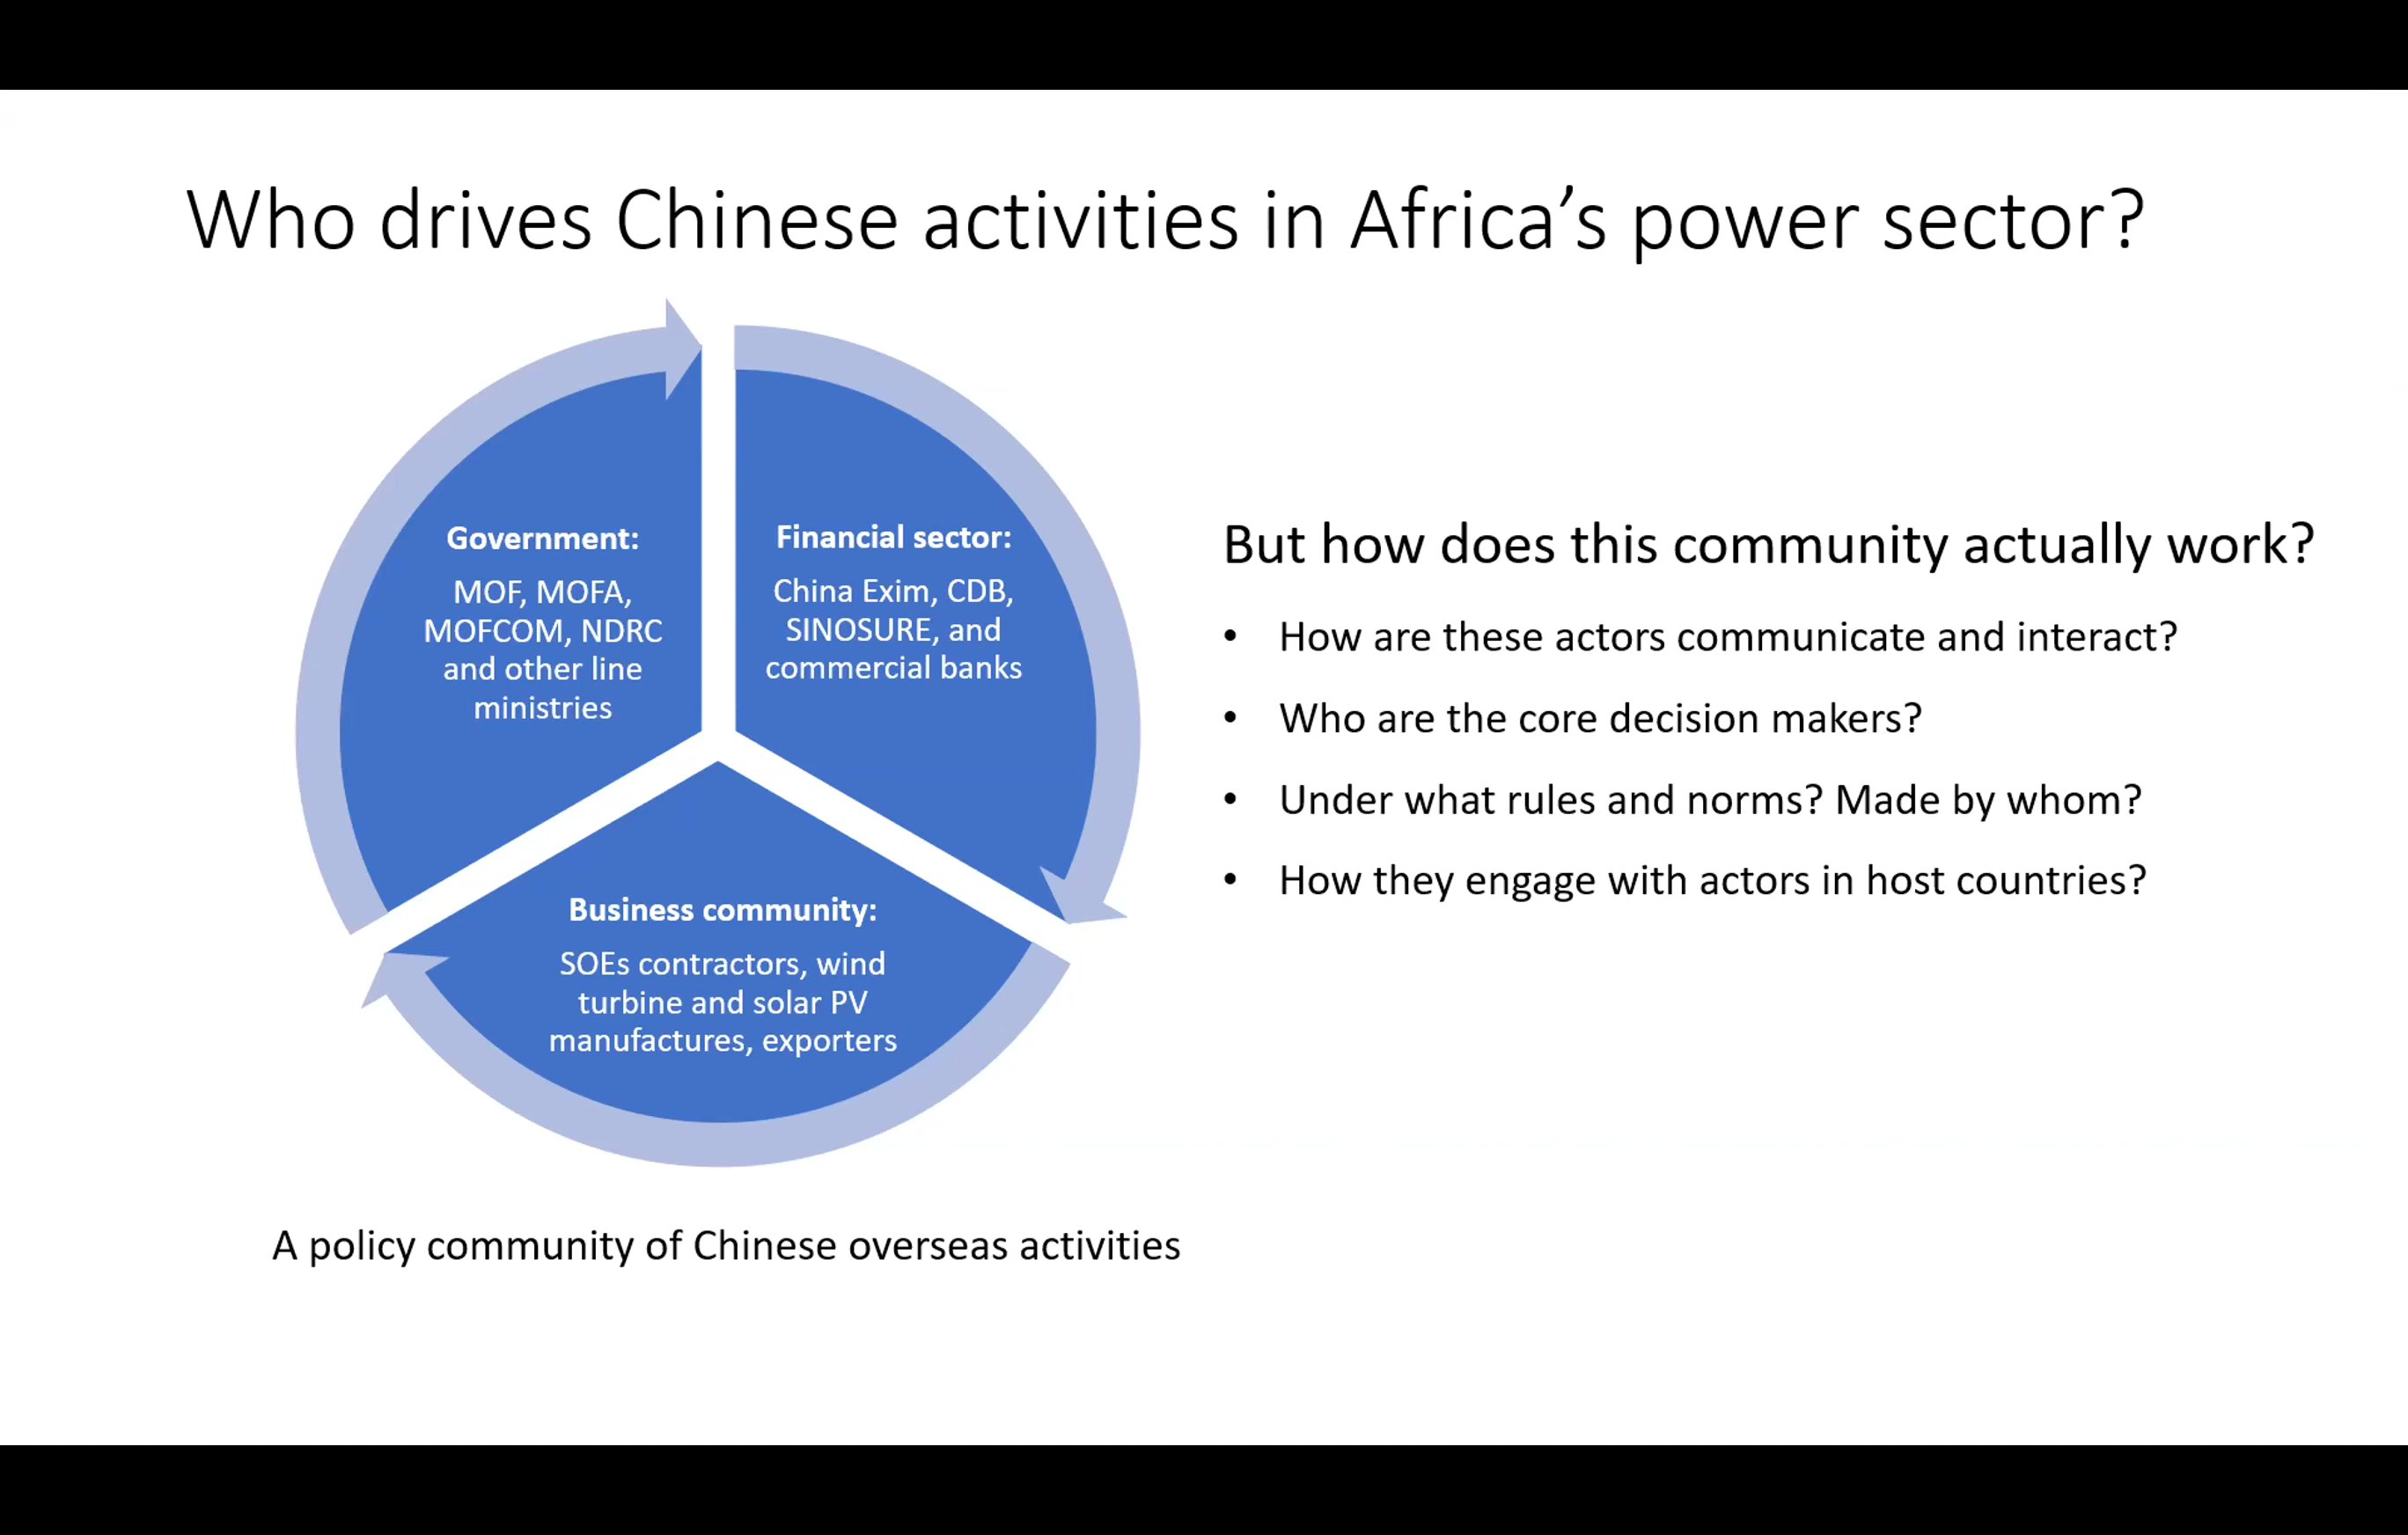 Who drives Chinese activities in Africa’s power sector?
Government:
MOF, MOFA,
MOFCOM, NDRC
and other line
ministries
Financial sector:
China Exim, CDB,
SINOSURE, and
commercial banks
Business community:
SOEs contractors, wind
turbine and solar PV
manufactures, exporters
A policy community of Chinese overseas activities
But how does this community actually work?
• How are these actors communicate and interact?
• Who are the core decision makers?
• Under what rules and norms? Made by whom?
• How they engage with actors in host countries?